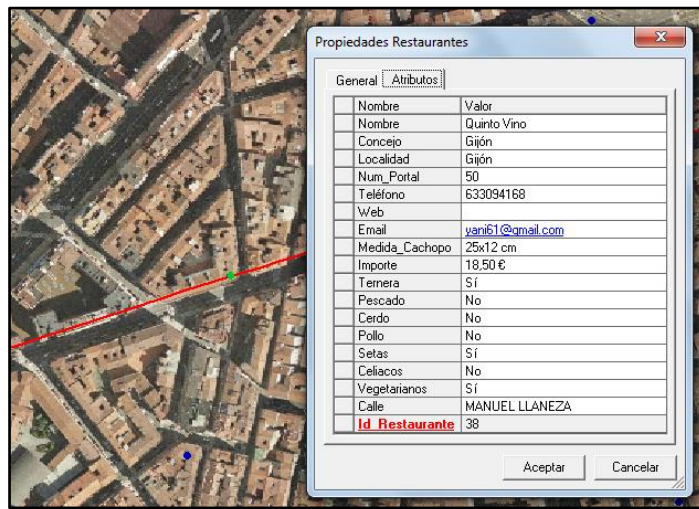 Propiedades Restaurantes
General Atributos
Nombre Valor
Nombre Quinto Vino
Concejo Gijón
Localidad Gijón
Num_Portal 50
Teléfono 633094168
Web
Email yani61@gmail.com
Medida_Cachopo 25x12 cm
Importe 18,50 €
Ternera Sí
Pescado No
Cerdo No
Pollo No
Setas Sí
Celiacos No
Vegetarianos Sí
Calle MANUEL LLANEZA
Id_Restaurante 38
Aceptar Cancelar